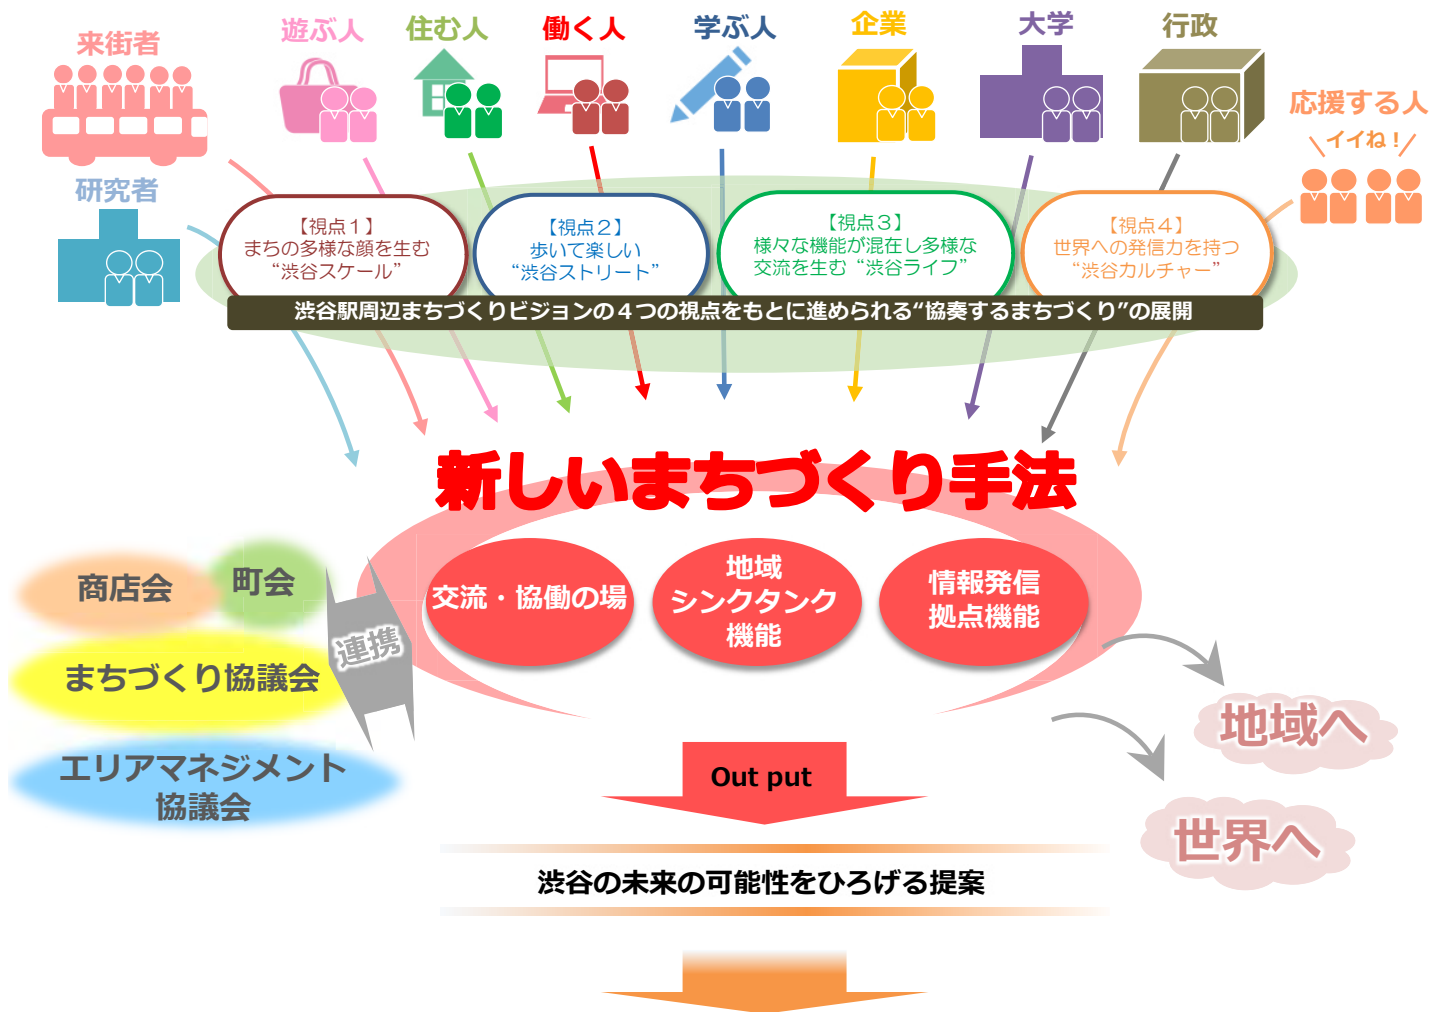 来街者
遊ぶ人
住む人
働く人
学ぶ人
企業
大学
行政
応援する人
＼イイね！／
研究者
【視点１】
まちの多様な顔を生む
“渋谷スケール”
【視点２】
歩いて楽しい
“渋谷ストリート”
【視点３】
様々な機能が混在し多様な
交流を生む“渋谷ライフ”
【視点４】
世界への発信力を持つ
“渋谷カルチャー”
渋谷駅周辺まちづくりビジョンの４つの視点をもとに進められる“協奏するまちづくり”の展開
新しいまちづくり手法
商店会
町会
まちづくり協議会
エリアマネジメント
協議会
連携
交流・協働の場
地域
シンクタンク
機能
情報発信
拠点機能
地域へ
世界へ
Out put
渋谷の未来の可能性をひろげる提案